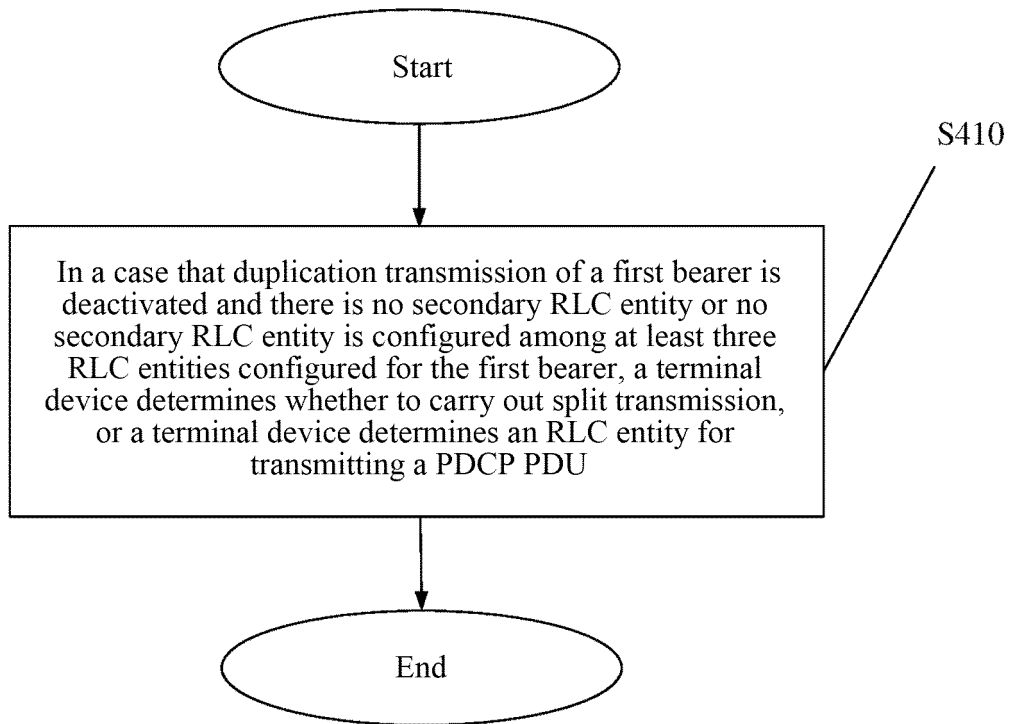 Start
S410
In a case that duplication transmission of a first bearer is
deactivated and there is no secondary RLC entity or no
secondary RLC entity is configured among at least three
RLC entities configured for the first bearer, a terminal
device determines whether to carry out split transmission,
or a terminal device determines an RLC entity for
transmitting a PDCP PDU
End